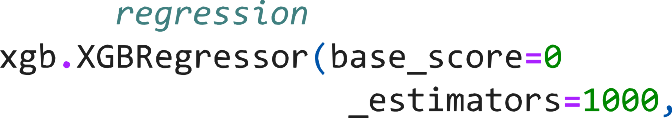 regression
xgb.XGBRegressor(base_score=0
_estimators=1000,